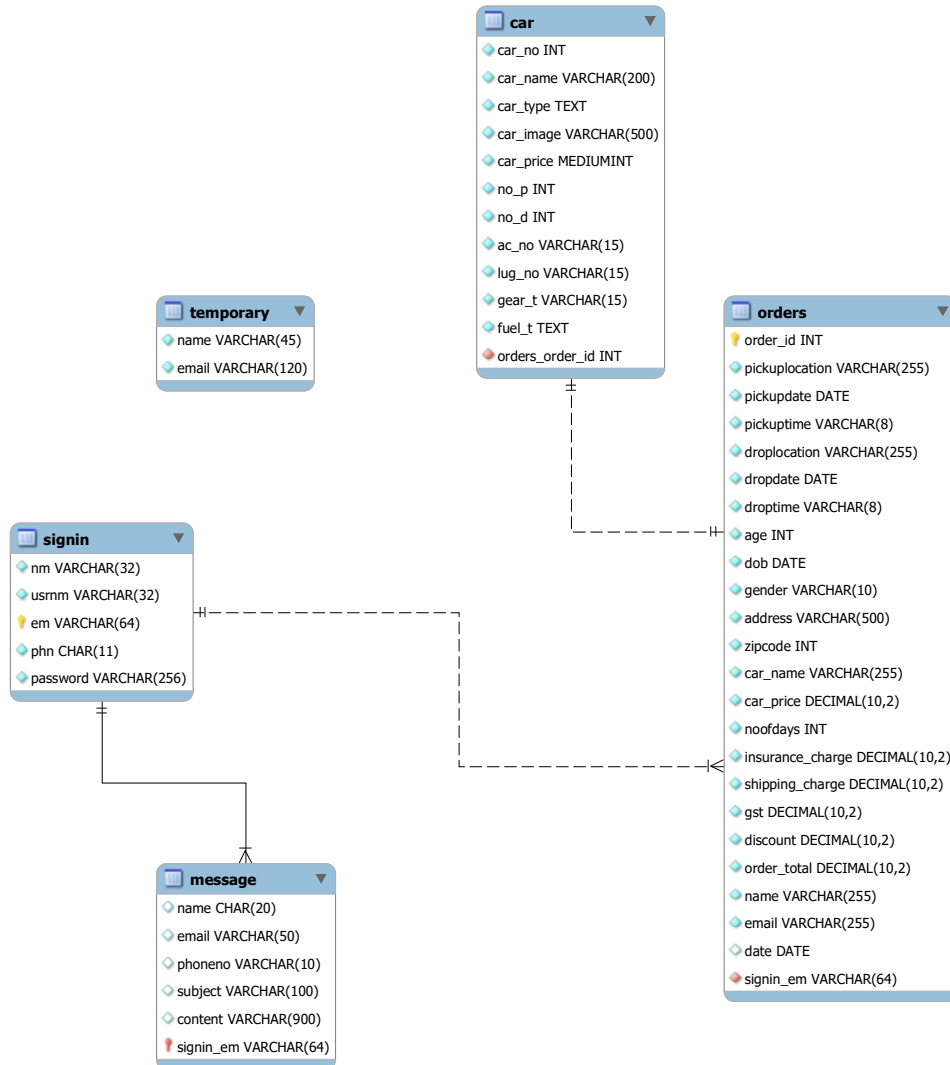 car
car_no INT
car_name VARCHAR(200)
car_type TEXT
car_image VARCHAR(500)
car_price MEDIUMINT
no_p INT
no_d INT
ac_no VARCHAR(15)
lug_no VARCHAR(15)
gear_t VARCHAR(15)
fuel_t TEXT
orders_order_id INT
temporary
name VARCHAR(45)
email VARCHAR(120)
orders
order_id INT
pickuplocation VARCHAR(255)
pickupdate DATE
pickuptime VARCHAR(8)
droplocation VARCHAR(255)
dropdate DATE
droptime VARCHAR(8)
age INT
dob DATE
gender VARCHAR(10)
address VARCHAR(500)
zipcode INT
car_name VARCHAR(255)
car_price DECIMAL(10,2)
noofdays INT
insurance_charge DECIMAL(10,2)
shipping_charge DECIMAL(10,2)
gst DECIMAL(10,2)
discount DECIMAL(10,2)
order_total DECIMAL(10,2)
name VARCHAR(255)
email VARCHAR(255)
date DATE
signin_em VARCHAR(64)
signin
nm VARCHAR(32)
usrnm VARCHAR(32)
em VARCHAR(64)
phn CHAR(11)
password VARCHAR(256)
message
name CHAR(20)
email VARCHAR(50)
phoneno VARCHAR(10)
subject VARCHAR(100)
content VARCHAR(900)
signin_em VARCHAR(64)